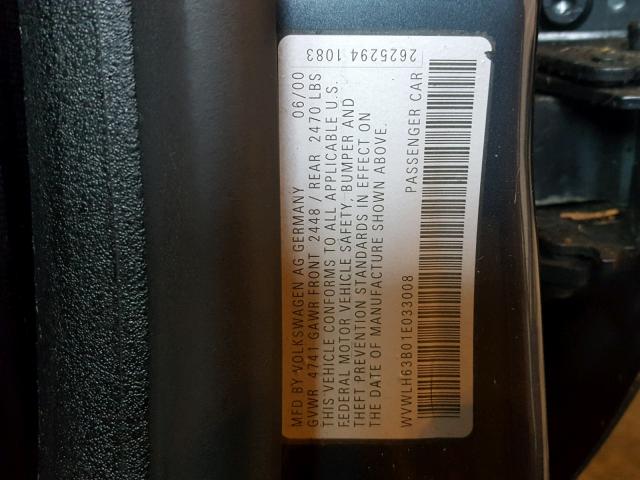 26252941083
MFD BY VOLKSWAGEN AG GERMANY 06/00
GVWR 4741 GAWR FRONT 2448 / REAR 2470 LBS
THIS VEHICLE CONFORMS TO ALL APPLICABLE U.S.
FEDERAL MOTOR VEHICLE SAFETY, BUMPER AND
THEFT PREVENTION STANDARDS IN EFFECT ON
THE DATE OF MANUFACTURE SHOWN ABOVE.
WVWLH63B01E033008 PASSENGER CAR